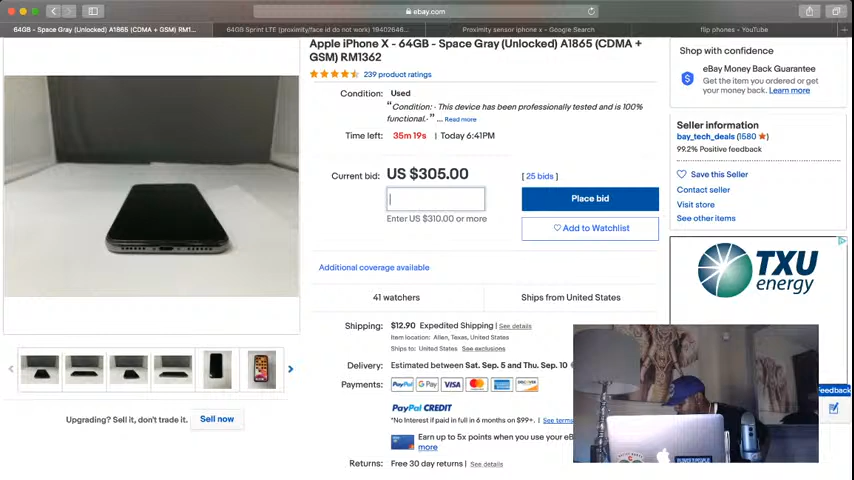 ebay.com
64GB - Space Gray (Unlocked) A1865 (CDMA + GSM) RM1...
64GB Sprint LTE (proximity/face id do not work) 19402646...
Proximity sensor iphone x - Google Search
flip phones - YouTube
Apple iPhone X - 64GB - Space Gray (Unlocked) A1865 (CDMA +
GSM) RM1362
239 product ratings
Condition: Used
"Condition: - This device has been professionally tested and is 100%
functional.-" ... Read more
Time left: 35m 19s | Today 6:41PM
Current bid: US $305.00 [ 25 bids ]
Place bid
Enter US $310.00 or more
Add to Watchlist
Additional coverage available
41 watchers
Ships from United States
Shipping: $12.90 Expedited Shipping | See details
Item location: Allen, Texas, United States
Ships to: United States See exclusions
Delivery: Estimated between Sat. Sep. 5 and Thu. Sep. 10
Payments: PayPal G Pay VISA
DISCOVER
PayPal CREDIT
*No Interest if paid in full in 6 months on $99+. | See terms
Earn up to 5x points when you use your eB
more
Returns: Free 30 day returns | See details
Upgrading? Sell it, don't trade it. Sell now
Shop with confidence
eBay Money Back Guarantee
Get the item you ordered or
get your money back. Learn more
Seller information
bay_tech_deals (1580 )
99.2% Positive feedback
Save this Seller
Contact seller
Visit store
See other items
TXU
energy
Feedback